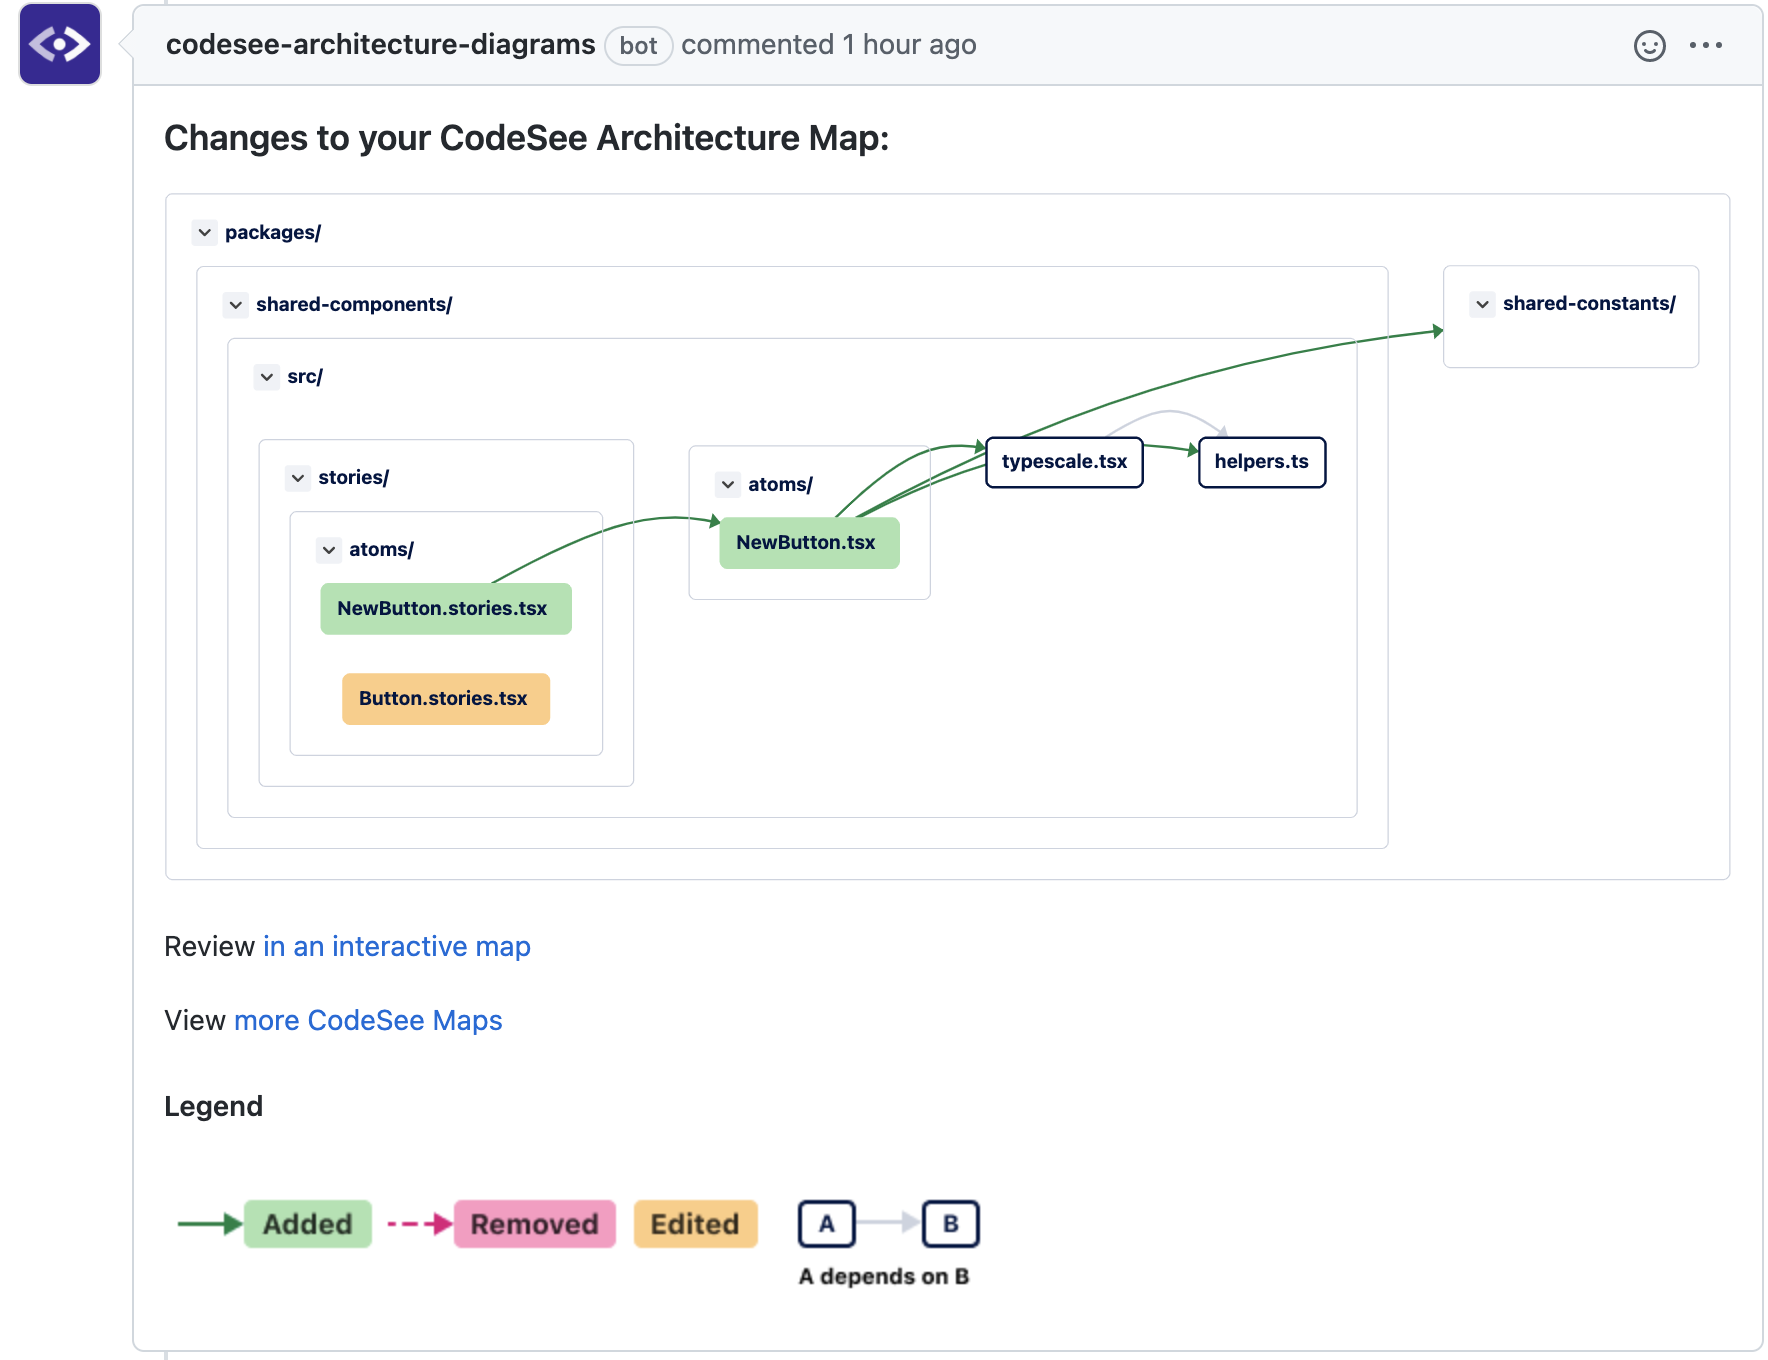 codesee-architecture-diagrams bot commented 1 hour ago
Changes to your CodeSee Architecture Map:
packages/
shared-components/
shared-constants/
src/
stories/
atoms/
typescale.tsx
helpers.ts
NewButton.tsx
atoms/
NewButton.stories.tsx
Button.stories.tsx
Review in an interactive map
View more CodeSee Maps
Legend
Added
Removed
Edited
A
B
A depends on B